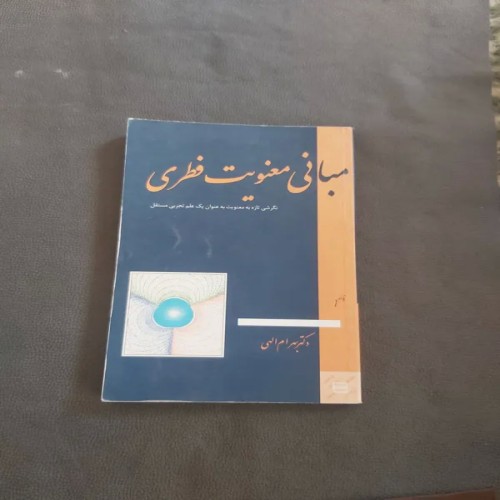 مبانی معنویت فطری
نگرشی تازه به معنویت به عنوان یک علم تجربی مستقل
دکتر بهرام الهی